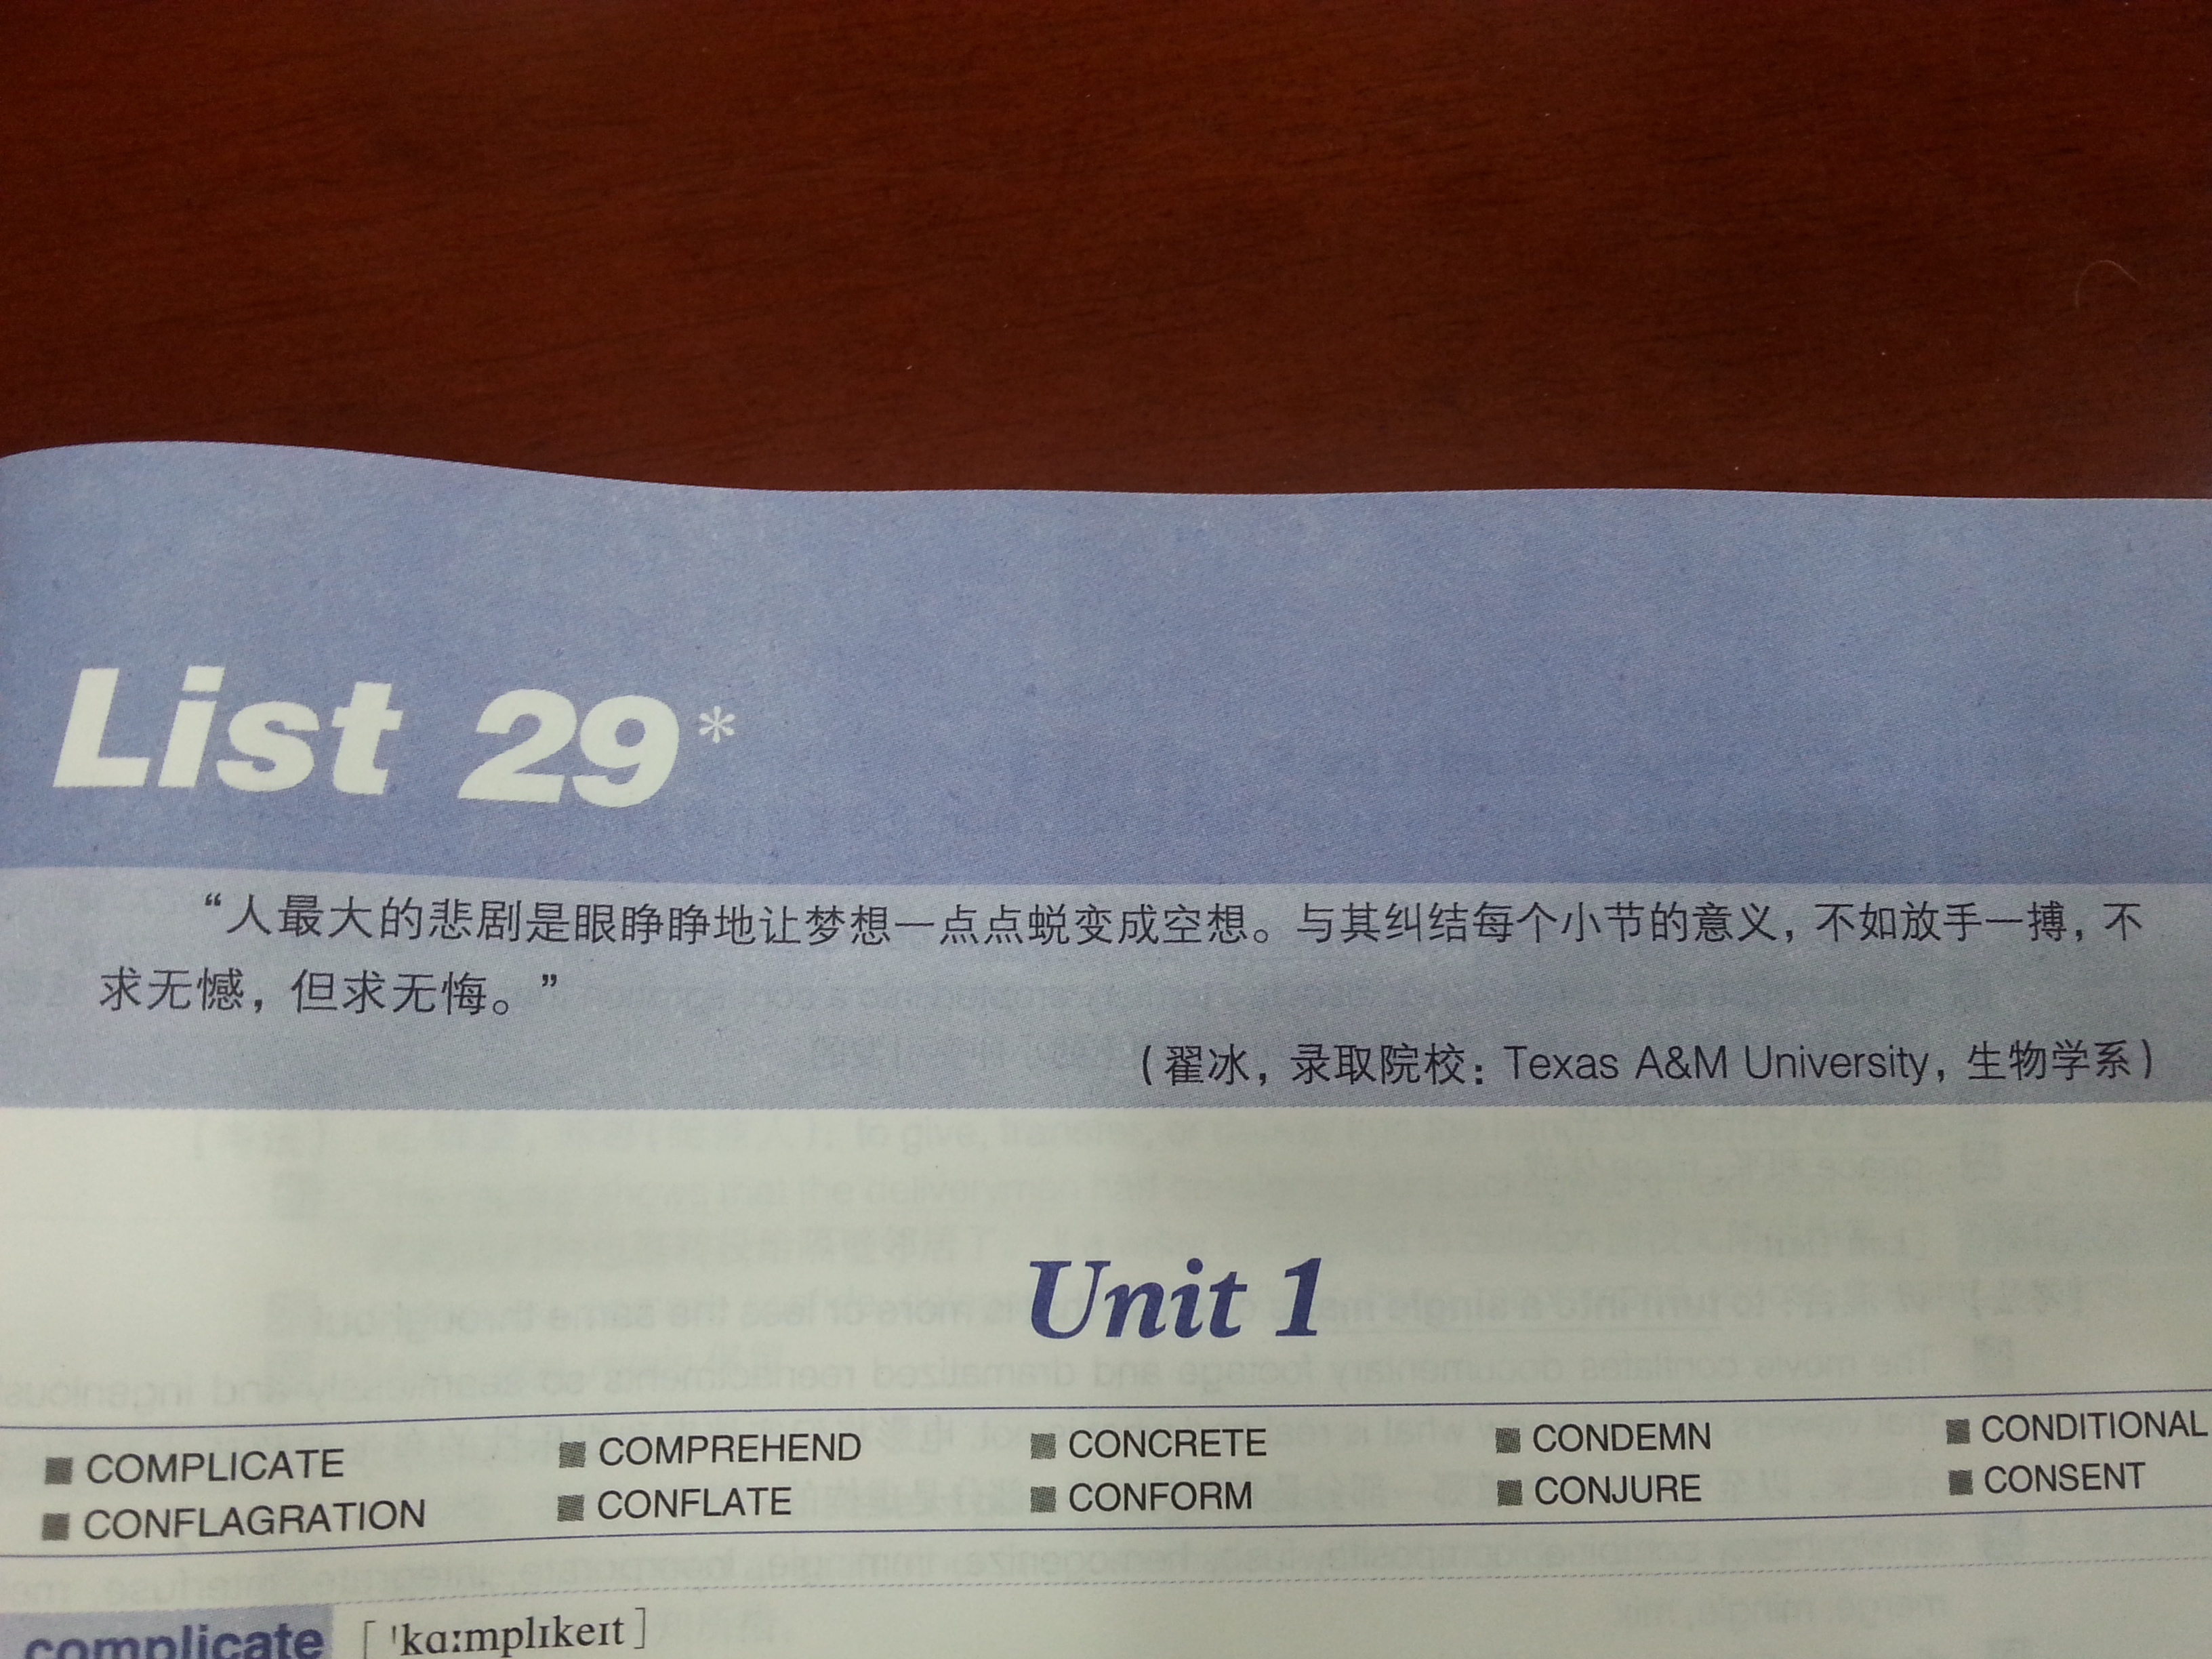 List 29*
“人最大的悲剧是眼睁睁地让梦想一点点蜕变成空想。与其纠结每个小节的意义，不如放手一搏，不
求无憾，但求无悔。”
（翟冰，录取院校：Texas A&M University，生物学系）
Unit 1
■ COMPLICATE ■ COMPREHEND ■ CONCRETE ■ CONDEMN ■ CONDITIONAL
■ CONFLAGRATION ■ CONFLATE ■ CONFORM ■ CONJURE ■ CONSENT
complicate [ˈkɑːmplɪkeɪt]